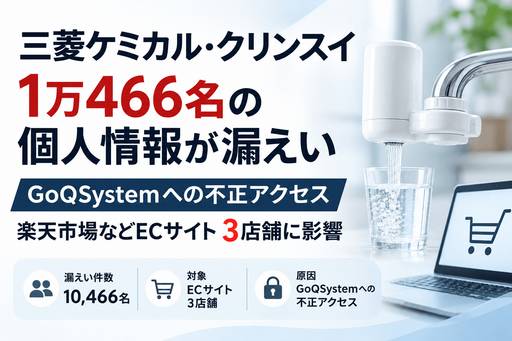 三菱ケミカル・クリンスイ
1万466名の
個人情報が漏えい
GoQSystemへの不正アクセス
楽天市場などECサイト 3店舗に影響
漏えい件数
10,466名
対象
ECサイト
3店舗
原因
GoQSystemへの
不正アクセス